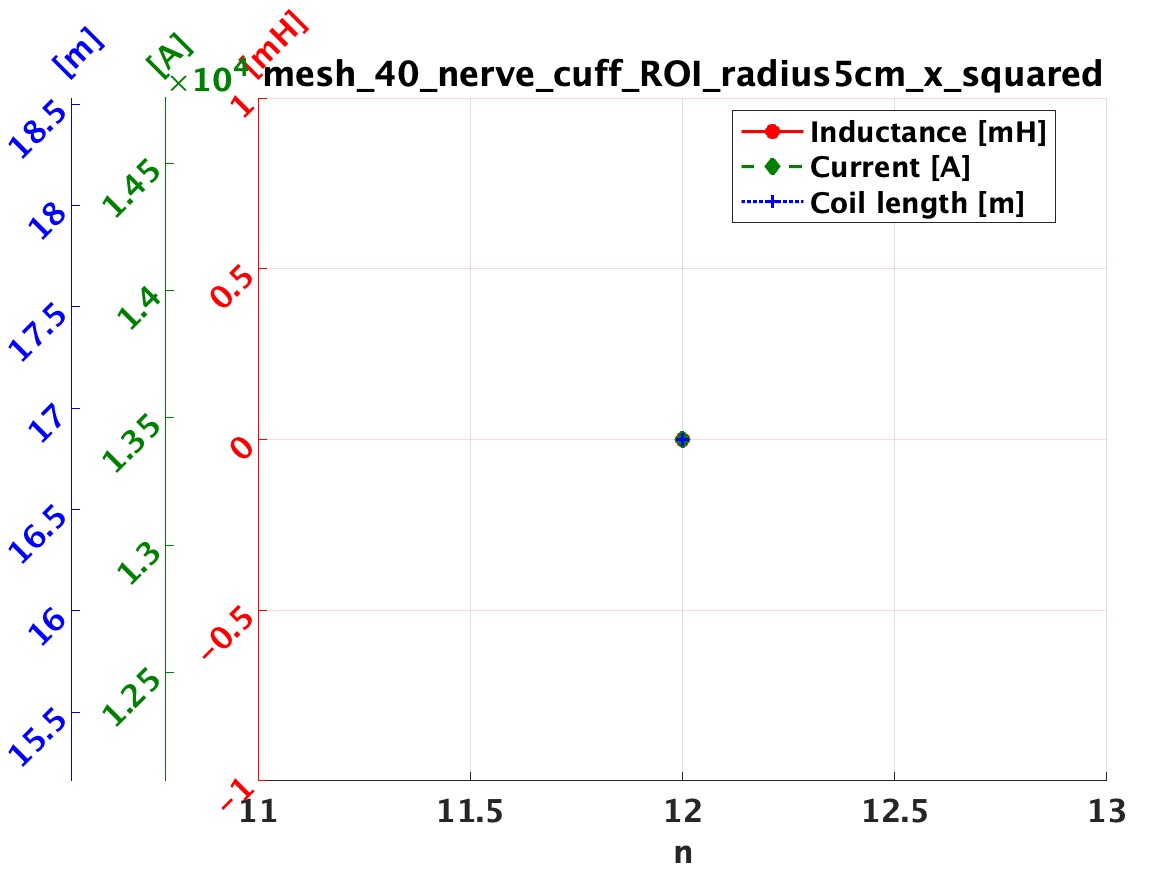 [m]
[A]
[mH]
×10⁴
mesh_40_nerve_cuff_ROI_radius5cm_x_squared
Inductance [mH]
Current [A]
Coil length [m]
18.5
18
17.5
17
16.5
16
15.5
1.45
1.4
1.35
1.3
1.25
1
0.5
0
−0.5
−1
11
11.5
12
12.5
13
n